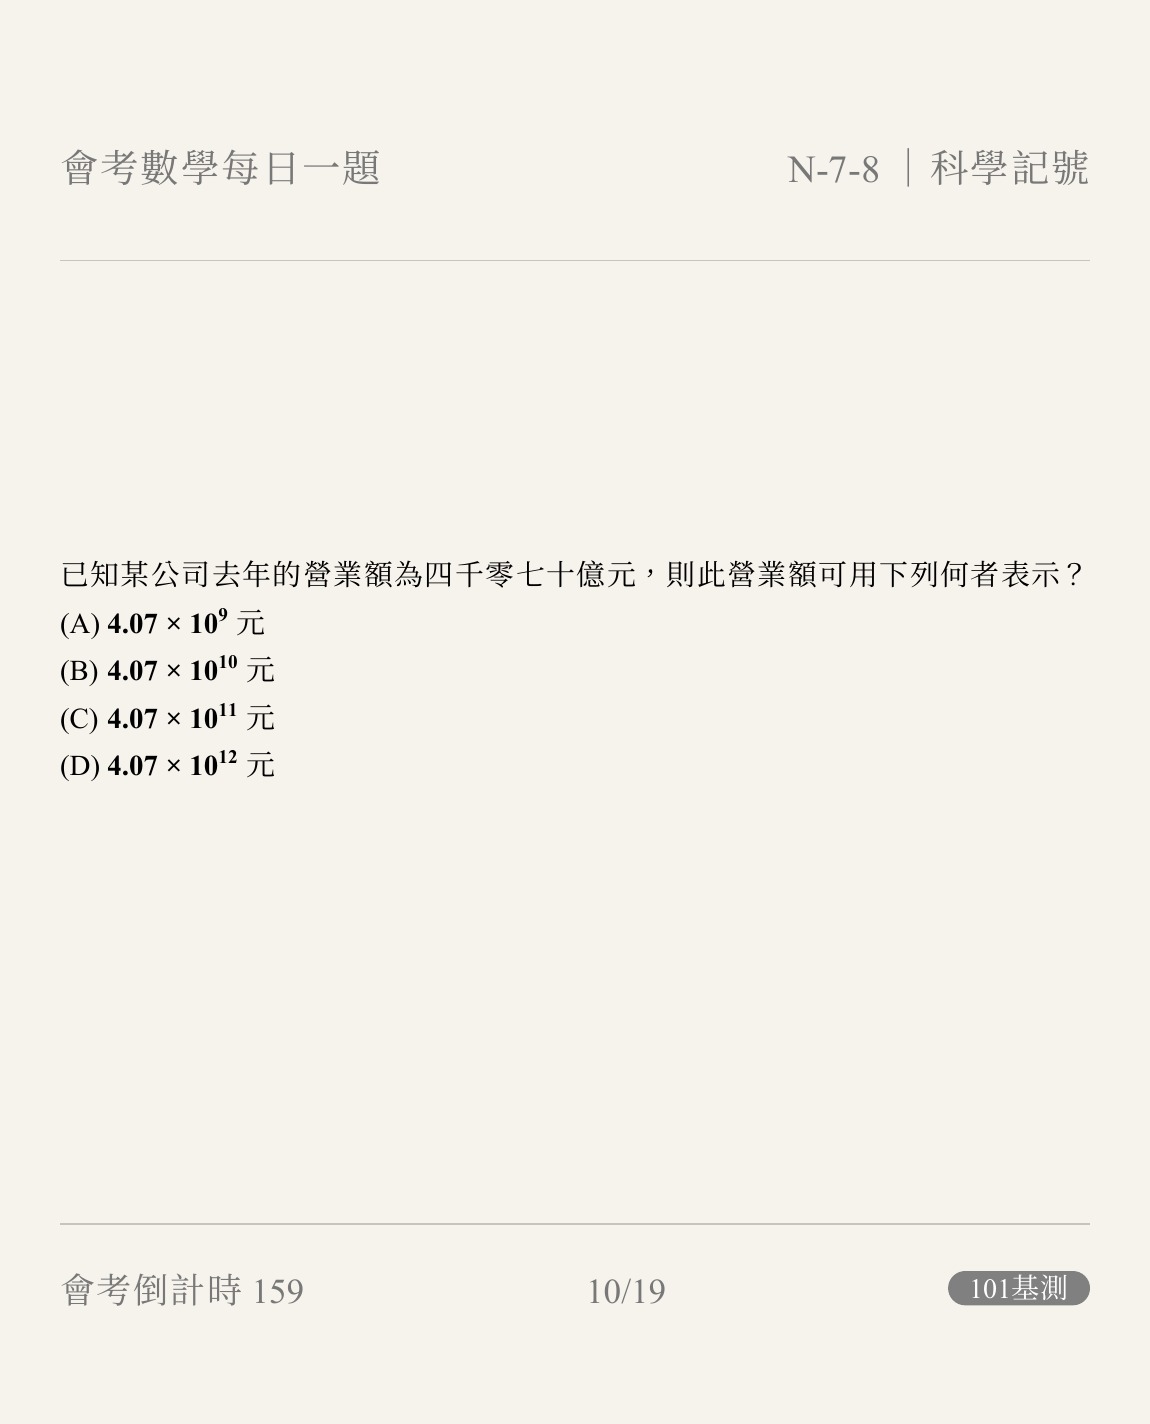 會考數學每日一題
N-7-8 ｜科學記號
已知某公司去年的營業額為四千零七十億元，則此營業額可用下列何者表示？
(A) 4.07 × 10⁹ 元
(B) 4.07 × 10¹⁰ 元
(C) 4.07 × 10¹¹ 元
(D) 4.07 × 10¹² 元
會考倒計時 159
10/19
101基測